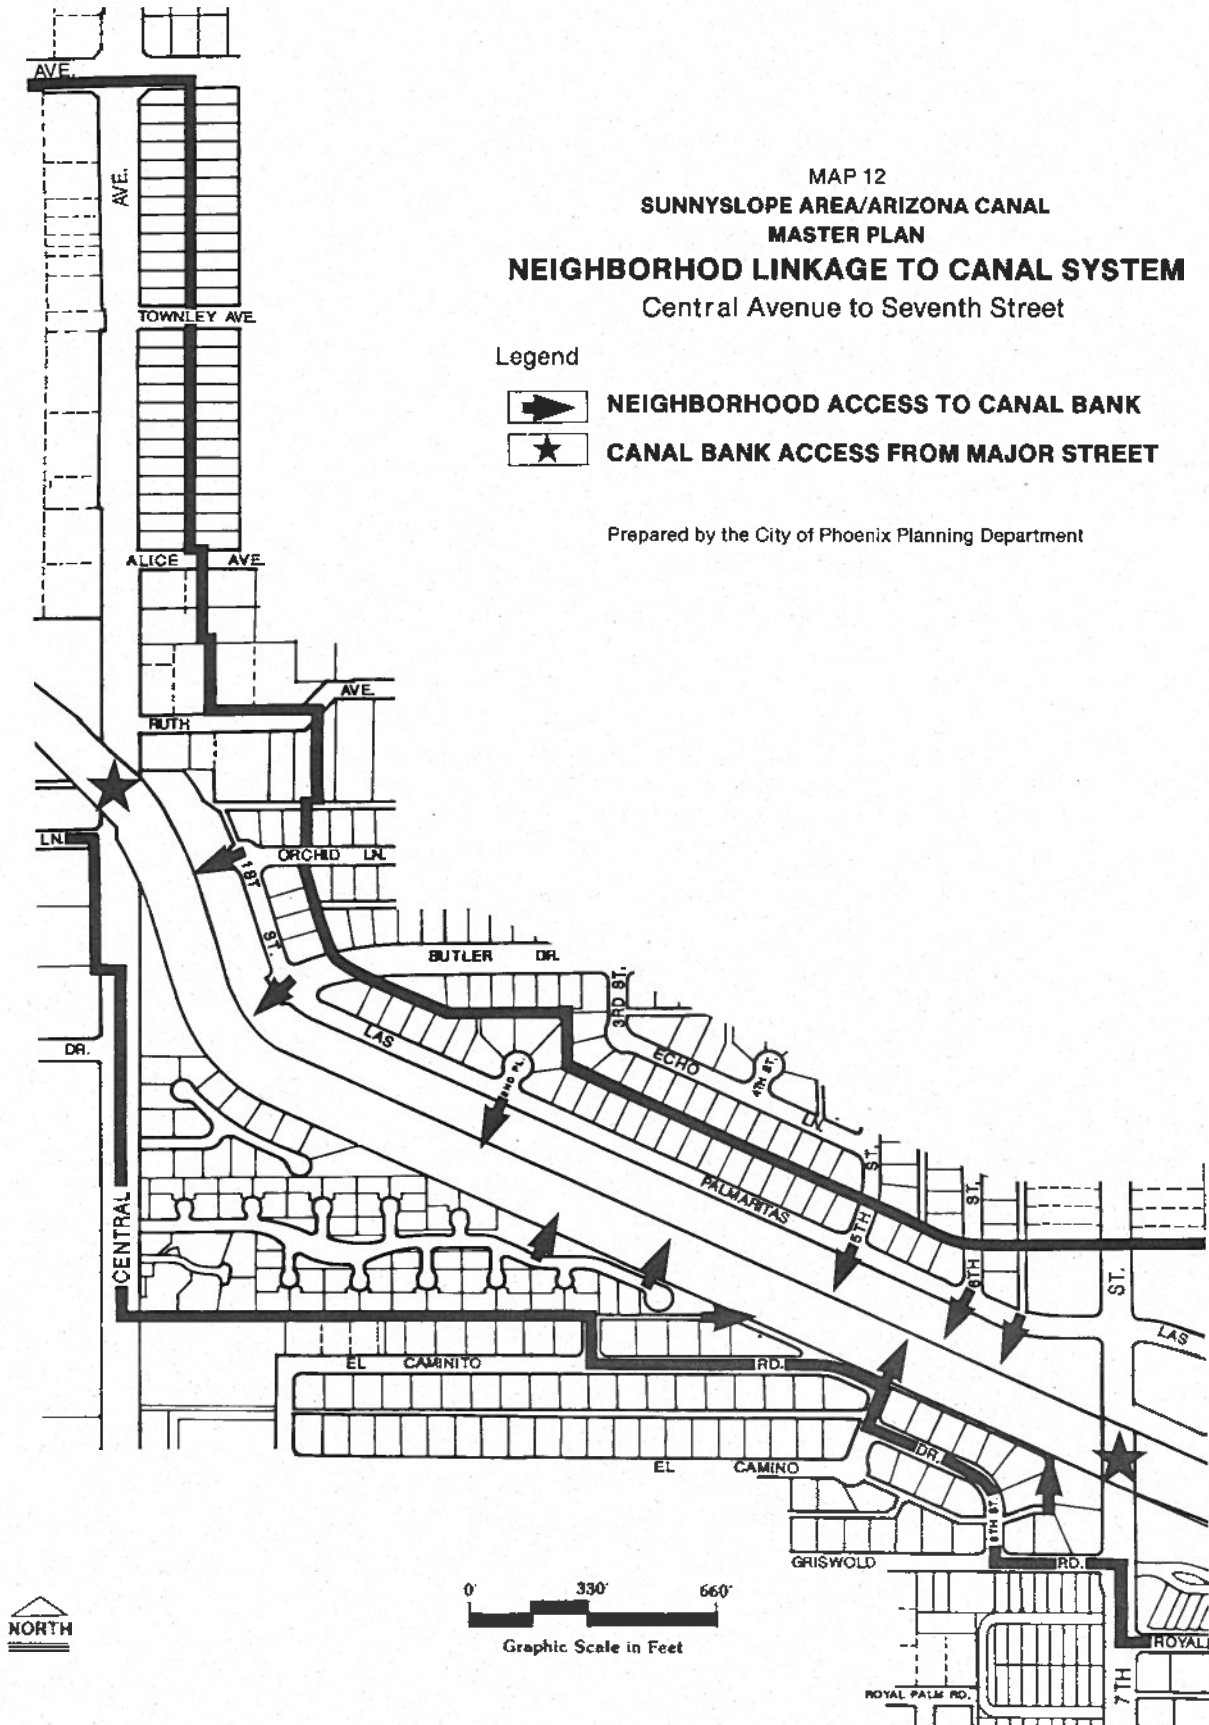 AVE.
AVE.
MAP 12
SUNNYSLOPE AREA/ARIZONA CANAL
MASTER PLAN
NEIGHBORHOD LINKAGE TO CANAL SYSTEM
Central Avenue to Seventh Street
Legend
NEIGHBORHOOD ACCESS TO CANAL BANK
CANAL BANK ACCESS FROM MAJOR STREET
Prepared by the City of Phoenix Planning Department
TOWNLEY AVE.
ALICE AVE.
AVE.
RUTH
LN.
ORCHID LN.
1ST
ST.
BUTLER DR.
3RD ST.
LAS
DR.
ECHO
4TH ST.
2ND PL.
LN.
ST.
ST.
PALMARITAS
5TH
CENTRAL
6TH
ST.
LAS
EL CAMINITO RD.
DR.
EL CAMINO
6TH ST.
GRISWOLD RD.
0' 330' 660'
Graphic Scale in Feet
NORTH
ROYAL
ROYAL PALM RD.
7TH